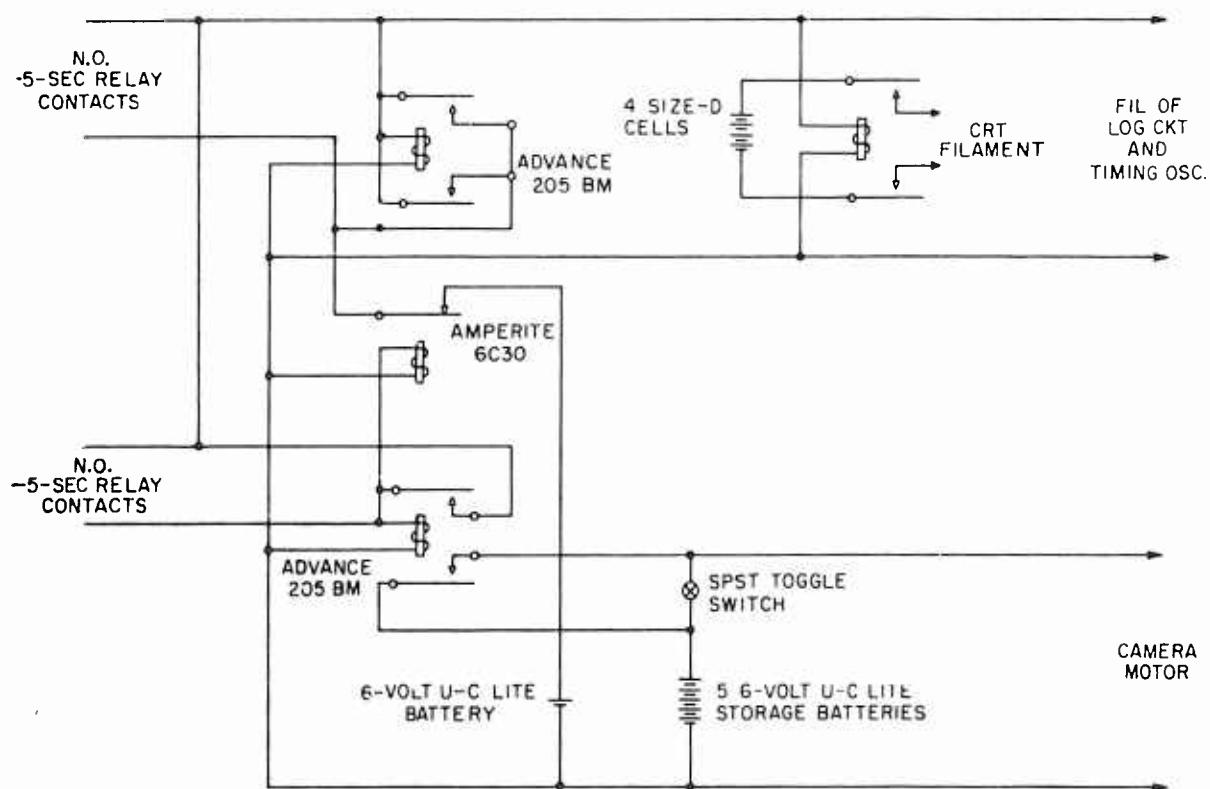 N.O.
-5-SEC RELAY
CONTACTS
ADVANCE
205 BM
4 SIZE-D
CELLS
CRT
FILAMENT
FIL OF
LOG CKT
AND
TIMING OSC.
AMPERITE
6C30
N.O.
-5-SEC RELAY
CONTACTS
ADVANCE
205 BM
SPST TOGGLE
SWITCH
CAMERA
MOTOR
6-VOLT U-C LITE
BATTERY
5 6-VOLT U-C LITE
STORAGE BATTERIES